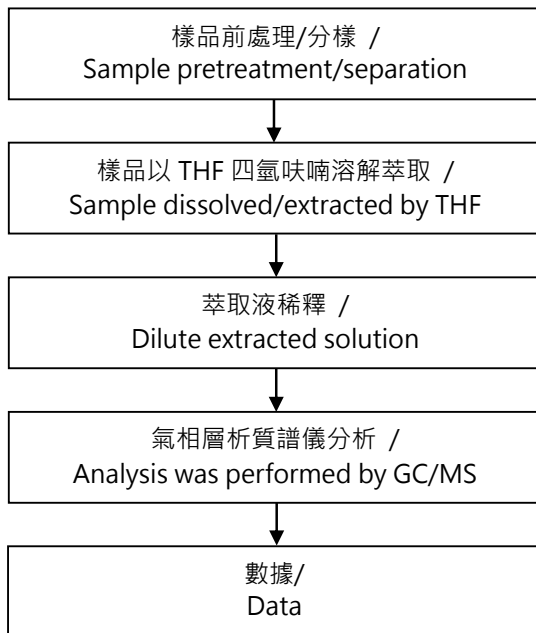 樣品前處理/分樣 /
Sample pretreatment/separation
樣品以 THF 四氫呋喃溶解萃取 /
Sample dissolved/extracted by THF
萃取液稀釋 /
Dilute extracted solution
氣相層析質譜儀分析 /
Analysis was performed by GC/MS
數據/
Data